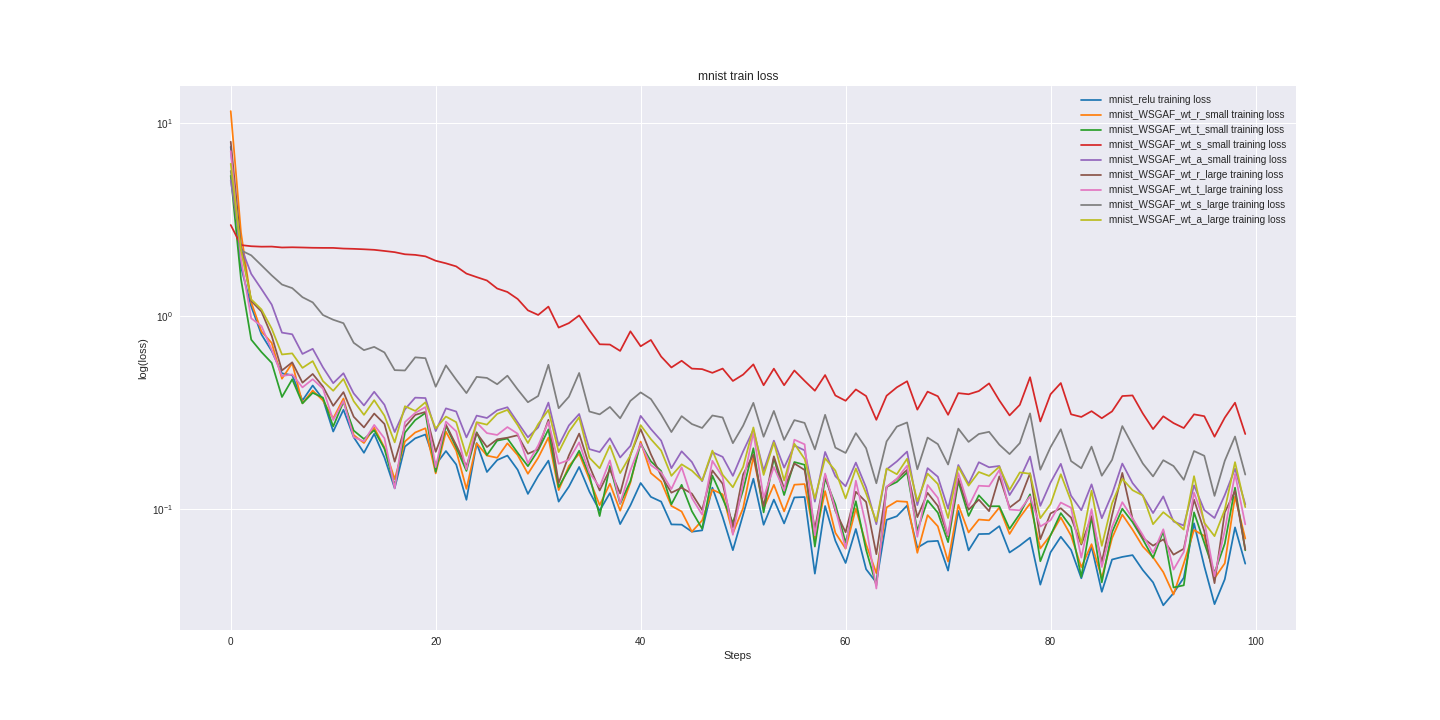 mnist train loss
mnist_relu training loss
mnist_WSGAF_wt_r_small training loss
mnist_WSGAF_wt_t_small training loss
mnist_WSGAF_wt_s_small training loss
mnist_WSGAF_wt_a_small training loss
mnist_WSGAF_wt_r_large training loss
mnist_WSGAF_wt_t_large training loss
mnist_WSGAF_wt_s_large training loss
mnist_WSGAF_wt_a_large training loss
10¹
10⁰
10⁻¹
log(loss)
0 20 40 60 80 100
Steps